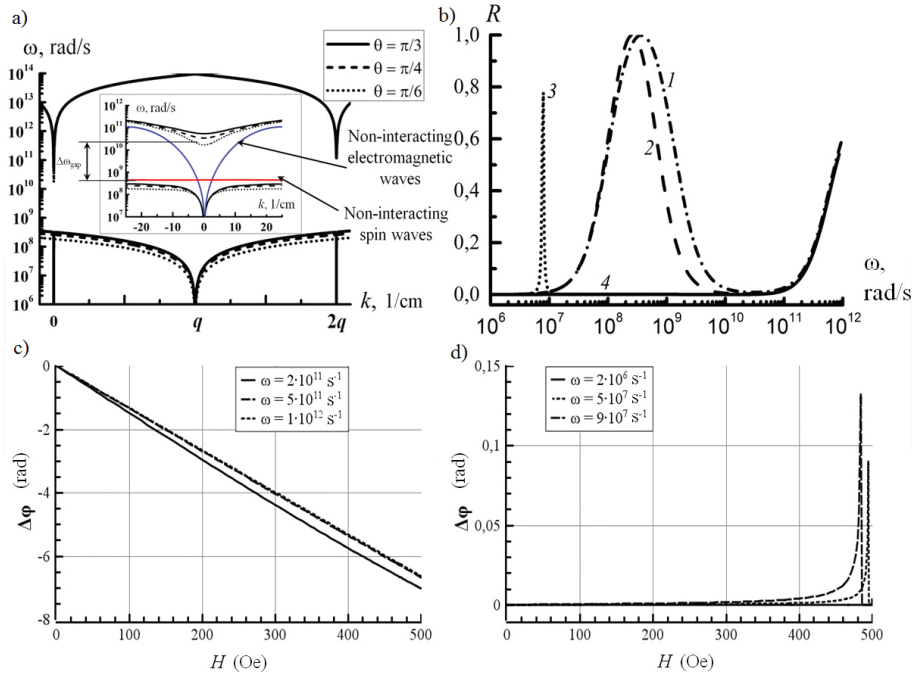 a)
ω, rad/s
10^14
10^13
10^12
10^11
10^10
10^9
10^8
10^7
10^6
0
q
2q
k, 1/cm
θ = π/3
θ = π/4
θ = π/6
ω, rad/s
10^12
10^11
10^10
10^9
10^8
10^7
-20
-10
0
10
20
k, 1/cm
Δω_gap
Non-interacting
electromagnetic
waves
Non-interacting
spin waves
b)
R
1,0
0,8
0,6
0,4
0,2
0,0
3
1
2
4
ω,
rad/s
10^6
10^7
10^8
10^9
10^10
10^11
10^12
c)
0
-2
-4
-6
-8
Δφ (rad)
ω = 2·10^11 s^-1
ω = 5·10^11 s^-1
ω = 1·10^12 s^-1
0
100
200
300
400
500
H (Oe)
d)
0,15
0,1
0,05
0
Δφ (rad)
ω = 2·10^6 s^-1
ω = 5·10^7 s^-1
ω = 9·10^7 s^-1
0
100
200
300
400
500
H (Oe)